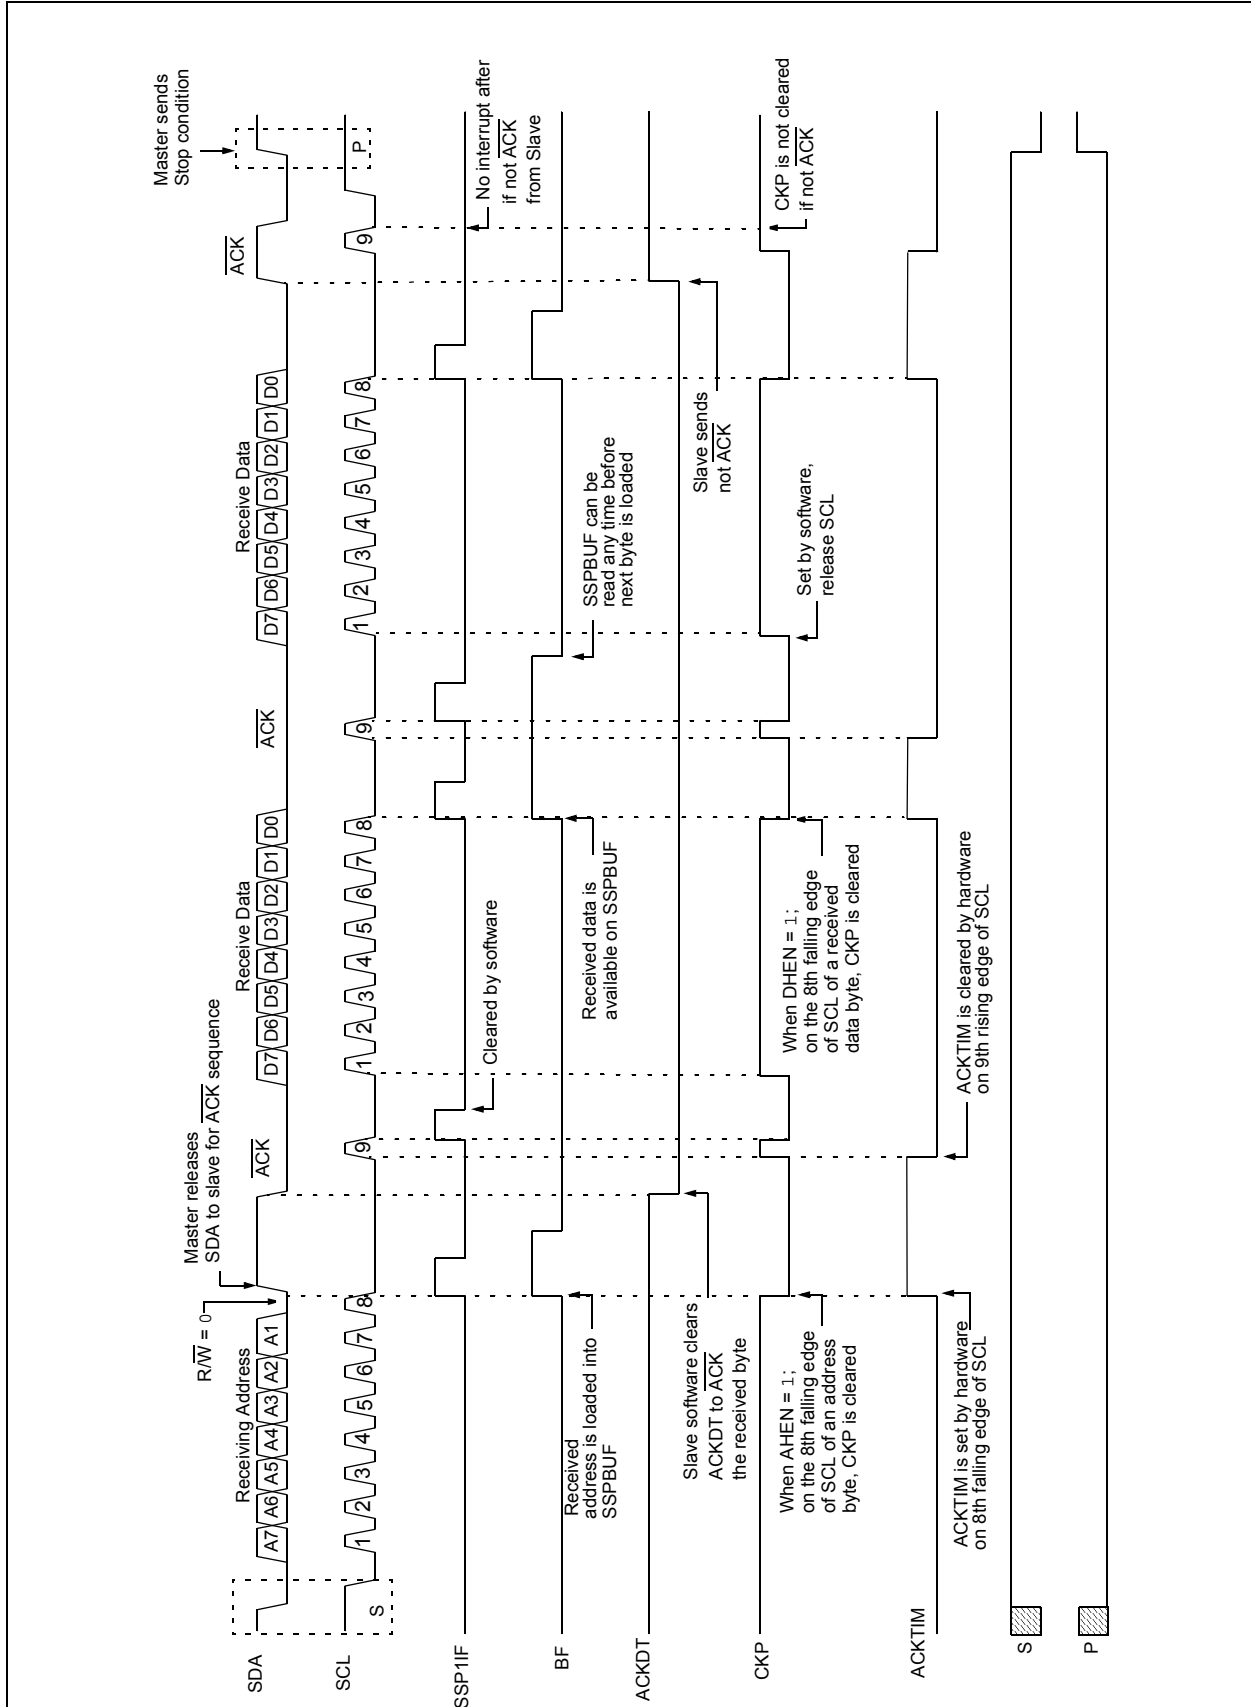 Master sends
Stop condition
Master releases
SDA to slave for ACK sequence
R/W = 0
Receiving Address
Receive Data
Receive Data
ACK
ACK
ACK
SDA
A7 A6 A5 A4 A3 A2 A1
D7 D6 D5 D4 D3 D2 D1 D0
D7 D6 D5 D4 D3 D2 D1 D0
SCL
S
1 2 3 4 5 6 7 8 9
1 2 3 4 5 6 7 8 9
1 2 3 4 5 6 7 8 9
P
SSP1IF
Cleared by software
No interrupt after
if not ACK
from Slave
BF
Received
address is loaded into
SSPBUF
Received data is
available on SSPBUF
SSPBUF can be
read any time before
next byte is loaded
ACKDT
Slave software clears
ACKDT to ACK
the received byte
Slave sends
not ACK
CKP
When AHEN = 1;
on the 8th falling edge
of SCL of an address
byte, CKP is cleared
When DHEN = 1;
on the 8th falling edge
of SCL of a received
data byte, CKP is cleared
Set by software,
release SCL
CKP is not cleared
if not ACK
ACKTIM
ACKTIM is set by hardware
on 8th falling edge of SCL
ACKTIM is cleared by hardware
on 9th rising edge of SCL
S
P